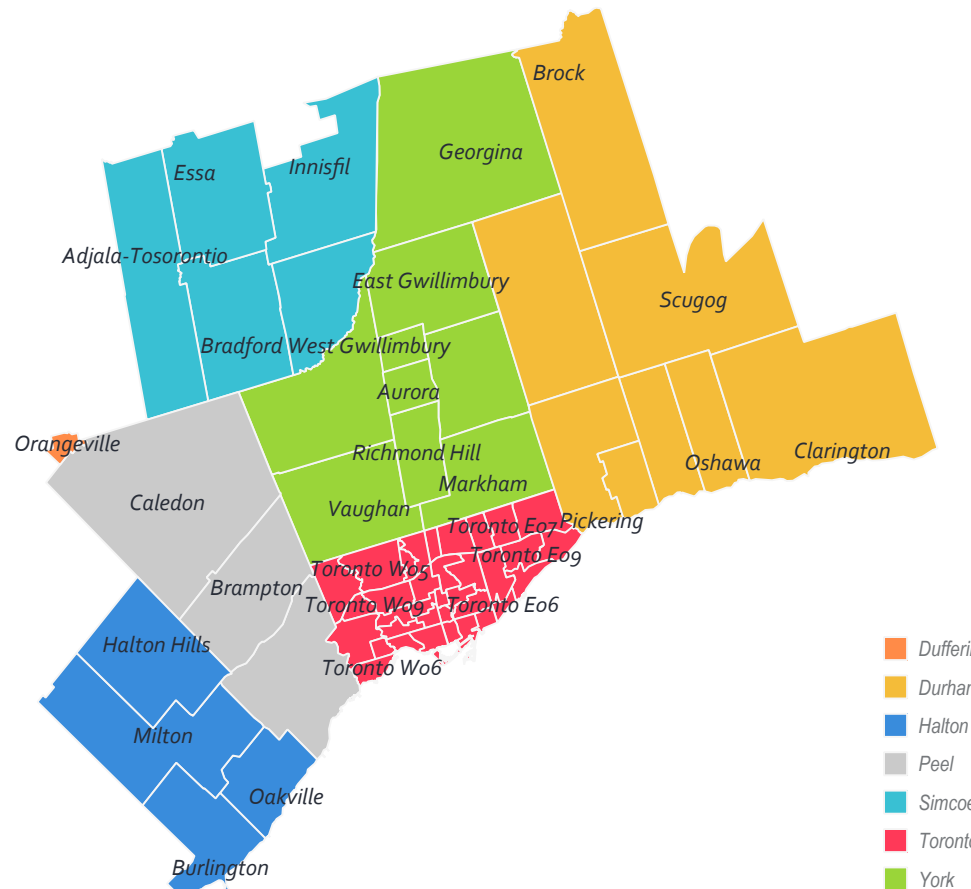 Brock
Georgina
Innisfil
Essa
Adjala-Tosorontio
East Gwillimbury
Scugog
Bradford West Gwillimbury
Aurora
Orangeville
Richmond Hill
Clarington
Oshawa
Markham
Caledon
Vaughan
Pickering
Toronto E07
Toronto E09
Toronto W05
Brampton
Toronto W09
Toronto E06
Halton Hills
Toronto W06
Milton
Oakville
Burlington
Dufferi
Durhar
Halton
Peel
Simcoe
Toronto
York